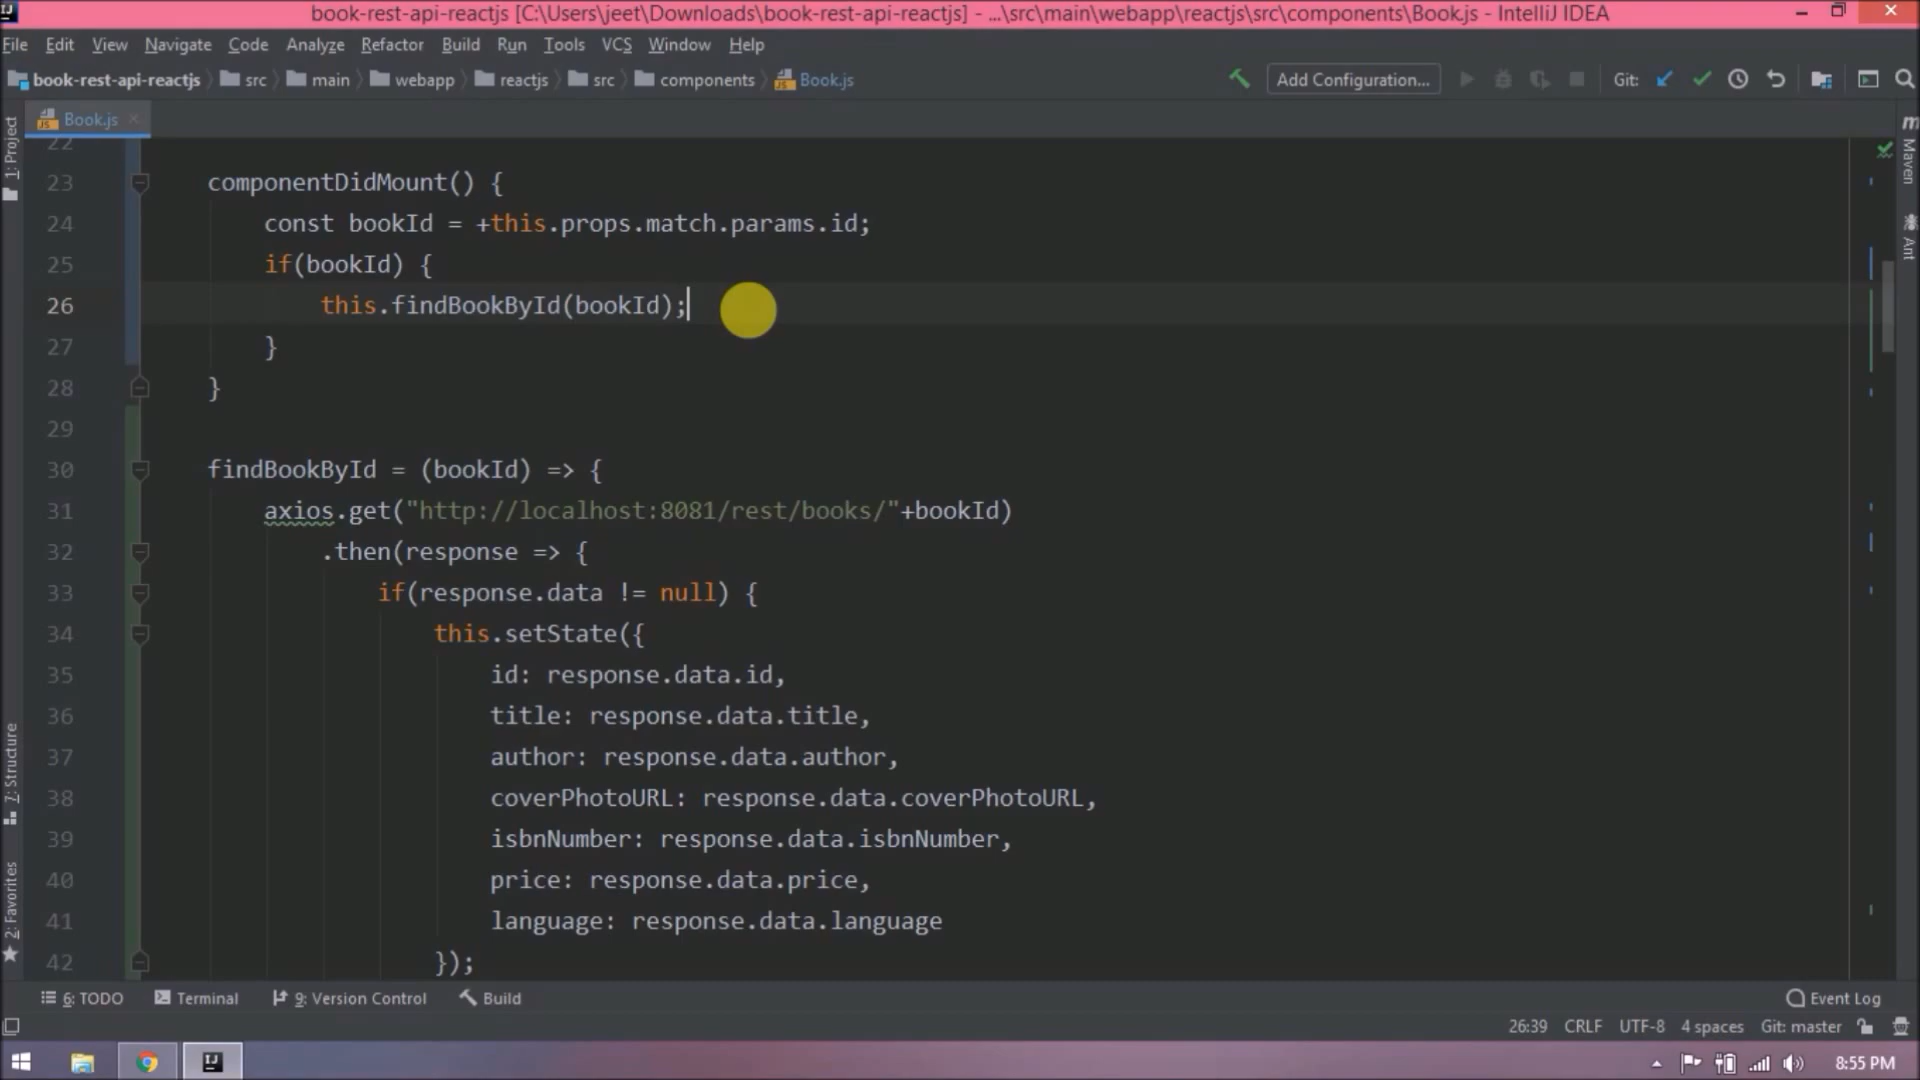 book-rest-api-reactjs [C:\Users\jeet\Downloads\book-rest-api-reactjs] - ...\src\main\webapp\reactjs\src\components\Book.js - IntelliJ IDEA
File Edit View Navigate Code Analyze Refactor Build Run Tools VCS Window Help
book-rest-api-reactjs src main webapp reactjs src components Book.js Add Configuration... Git:
Book.js
1: Project
7: Structure
2: Favorites
m Maven
Ant
22
23 componentDidMount() {
24 const bookId = +this.props.match.params.id;
25 if(bookId) {
26 this.findBookById(bookId);
27 }
28 }
29
30 findBookById = (bookId) => {
31 axios.get("http://localhost:8081/rest/books/"+bookId)
32 .then(response => {
33 if(response.data != null) {
34 this.setState({
35 id: response.data.id,
36 title: response.data.title,
37 author: response.data.author,
38 coverPhotoURL: response.data.coverPhotoURL,
39 isbnNumber: response.data.isbnNumber,
40 price: response.data.price,
41 language: response.data.language
42 });
6: TODO Terminal 9: Version Control Build Event Log
26:39 CRLF UTF-8 4 spaces Git: master
8:55 PM